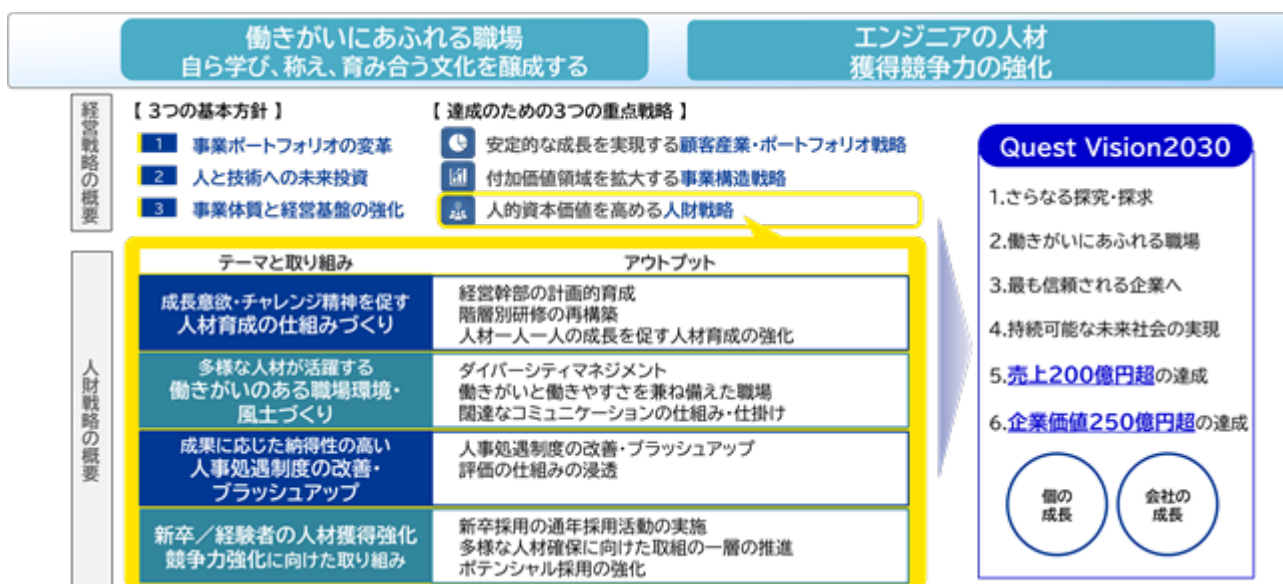 働きがいにあふれる職場
自ら学び、称え、育み合う文化を醸成する
エンジニアの人材
獲得競争力の強化
経営戦略の概要
【 3つの基本方針 】
1 事業ポートフォリオの変革
2 人と技術への未来投資
3 事業体質と経営基盤の強化
【 達成のための3つの重点戦略 】
安定的な成長を実現する顧客産業・ポートフォリオ戦略
付加価値領域を拡大する事業構造戦略
人的資本価値を高める人財戦略
人財戦略の概要
テーマと取り組み
アウトプット
成長意欲・チャレンジ精神を促す
人材育成の仕組みづくり
経営幹部の計画的育成
階層別研修の再構築
人材一人一人の成長を促す人材育成の強化
多様な人材が活躍する
働きがいのある職場環境・
風土づくり
ダイバーシティマネジメント
働きがいと働きやすさを兼ね備えた職場
闊達なコミュニケーションの仕組み・仕掛け
成果に応じた納得性の高い
人事処遇制度の改善・
ブラッシュアップ
人事処遇制度の改善・ブラッシュアップ
評価の仕組みの浸透
新卒／経験者の人材獲得強化
競争力強化に向けた取り組み
新卒採用の通年採用活動の実施
多様な人材確保に向けた取組の一層の推進
ポテンシャル採用の強化
Quest Vision2030
1.さらなる探究・探求
2.働きがいにあふれる職場
3.最も信頼される企業へ
4.持続可能な未来社会の実現
5.売上200億円超の達成
6.企業価値250億円超の達成
個の
成長
会社の
成長